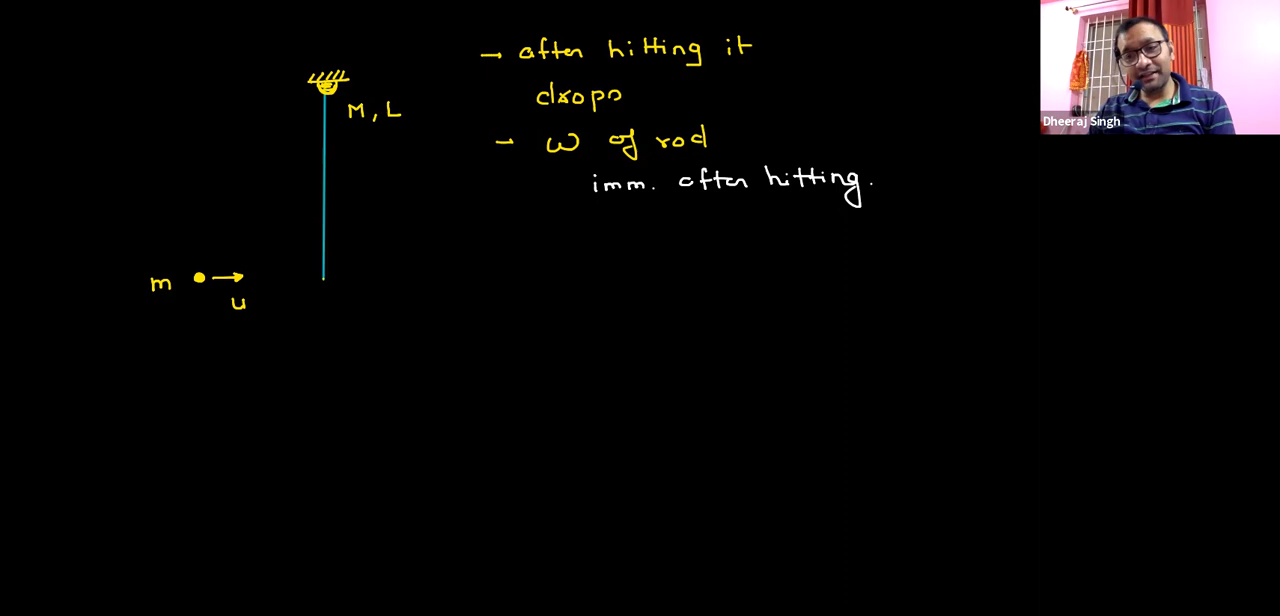 → after hitting it
drops
M, L
- ω of rod
imm. after hitting.
m
u
Dheeraj Singh